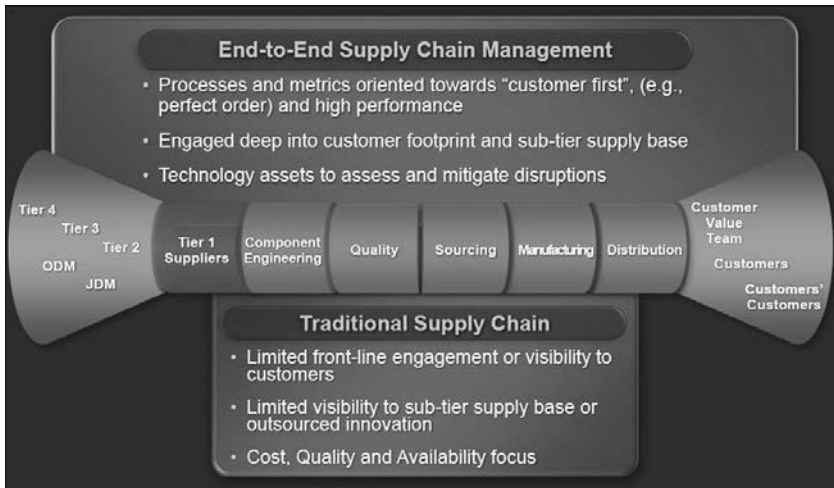 End-to-End Supply Chain Management
• Processes and metrics oriented towards “customer first”, (e.g.,
perfect order) and high performance
• Engaged deep into customer footprint and sub-tier supply base
• Technology assets to assess and mitigate disruptions
Tier 4
Tier 3
Tier 2
ODM
JDM
Tier 1
Suppliers
Component
Engineering
Quality
Sourcing
Manufacturing
Distribution
Customer
Value
Team
Customers
Customers’
Customers
Traditional Supply Chain
• Limited front-line engagement or visibility to
customers
• Limited visibility to sub-tier supply base or
outsourced innovation
• Cost, Quality and Availability focus